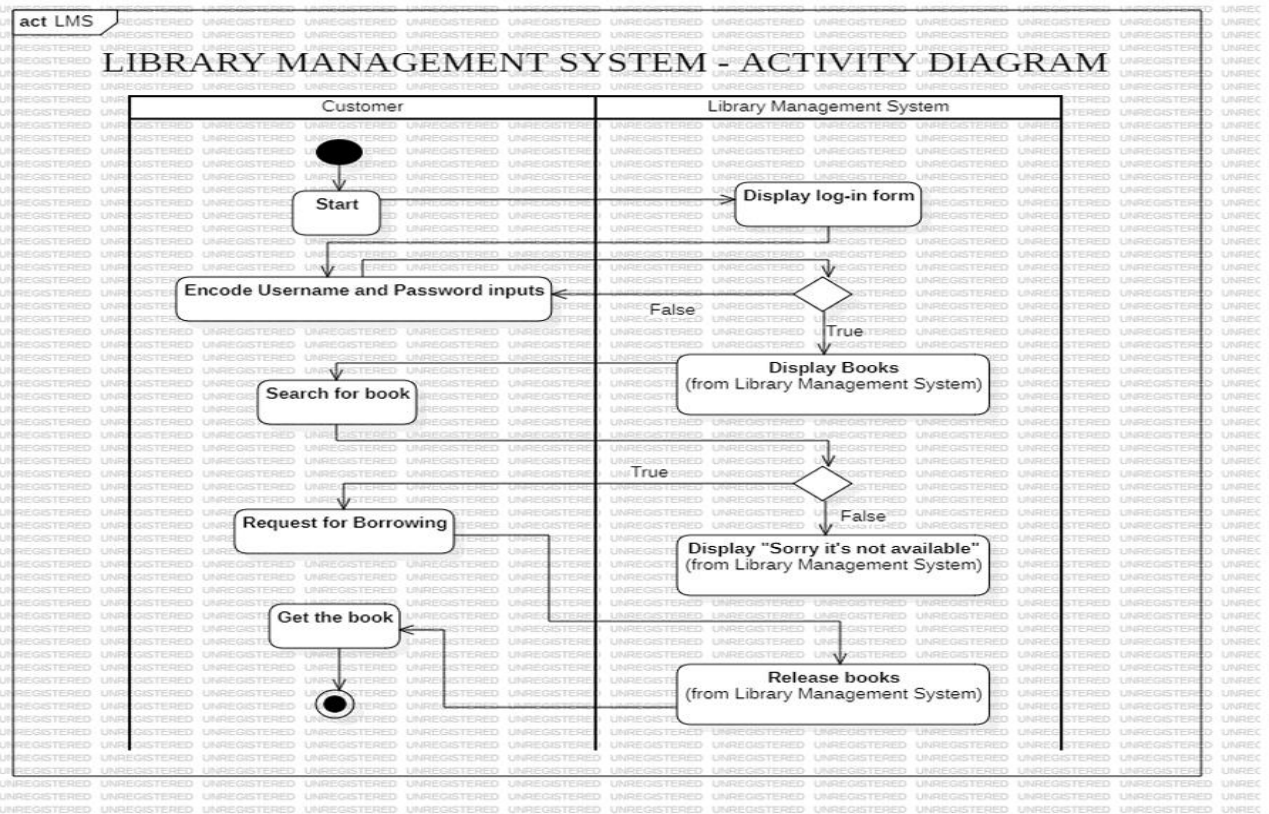 act LMS
LIBRARY MANAGEMENT SYSTEM - ACTIVITY DIAGRAM
Customer
Library Management System
Start
Display log-in form
Encode Username and Password inputs
False
True
Display Books
(from Library Management System)
Search for book
True
Request for Borrowing
False
Display "Sorry it's not available"
(from Library Management System)
Get the book
Release books
(from Library Management System)
UNREGISTERED